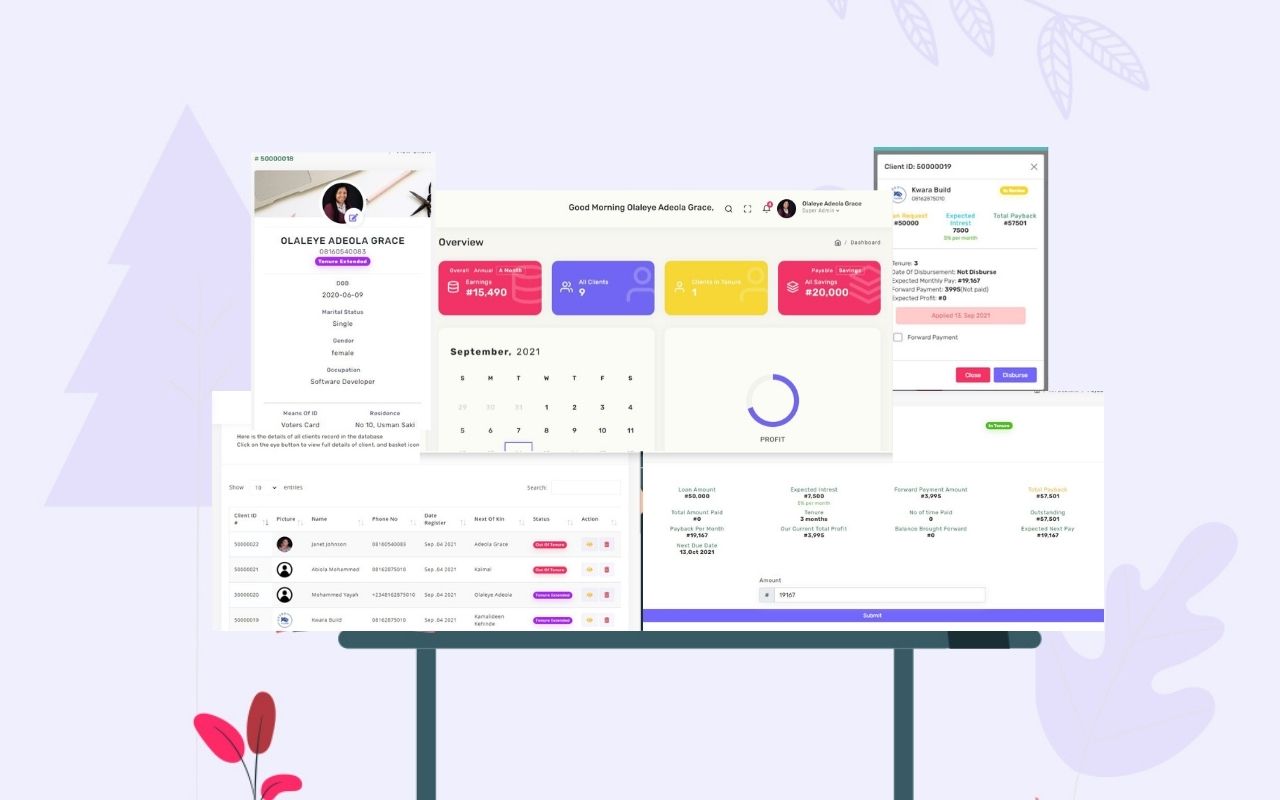 # 50000018
OLALEYE ADEOLA GRACE
08160540083
Tenure Extended
DOB
2020-06-09
Marital Status
Single
Gender
female
Occupation
Software Developer
Means Of ID Residence
Voters Card No 10, Usman Saki
Good Morning Olaleye Adeola Grace.
Olaleye Adeola Grace
Super Admin
Overview
/ Dashboard
Overall Annual A Month
Earnings
#15,490
All Clients
9
Clients in Tenure
1
Payable Savings
All Savings
#20,000
September, 2021
S M T W T F S
29 30 31 1 2 3 4
5 6 7 8 9 10 11
PROFIT
Client ID: 50000019
Kwara Build
08162875010
Request
#50000
Expected
Intrest
7500
5% per month
Total Payback
#57501
Tenure: 3
Date Of Disbursement: Not Disburse
Expected Monthly Pay: #19,167
Forward Payment: 3995(Not paid)
Expected Profit: #0
Applied 13, Sep 2021
Forward Payment
Close Disburse
Here is the details of all clients record in the database
Click on the eye button to view full details of client, and basket icon
Show 10 entries
Search:
Client ID # Picture Name Phone No Date Register Next Of Kin Status Action
50000022 Janet Johnson 08160540083 Sep ,04 2021 Adeola Grace Out Of Tenure
50000021 Abiola Mohammed 08162875010 Sep ,04 2021 Out Of Tenure
50000020 Mohammed Yayah +2348162875010 Sep ,04 2021 Olaleye Adeola Tenure Extended
50000019 Kwara Build 08162875010 Sep ,04 2021 Kamalideen Kehinde Tenure Extended
In Tenure
Loan Amount
#50,000
Expected Intrest
#7,500
5% per month
Forward Payment Amount
#3,995
Total Payback
#57,501
Total Amount Paid
#0
Tenure
3 months
No of time Paid
0
Outstanding
#57,501
Payback Per Month
#19,167
Our Current Total Profit
#3,995
Balance Brought Forward
#0
Expected Next Pay
#19,167
Next Due Date
13,Oct 2021
Amount
# 19167
Submit